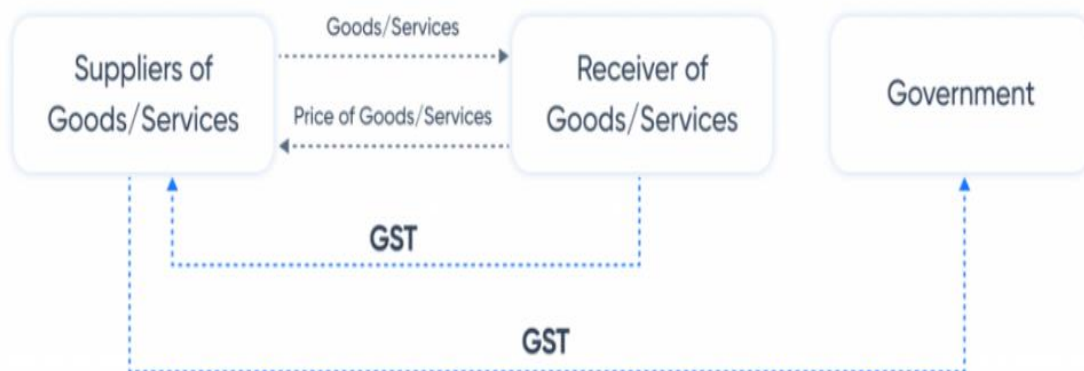 Goods/Services
Suppliers of
Goods/Services
Price of Goods/Services
Receiver of
Goods/Services
Government
GST
GST